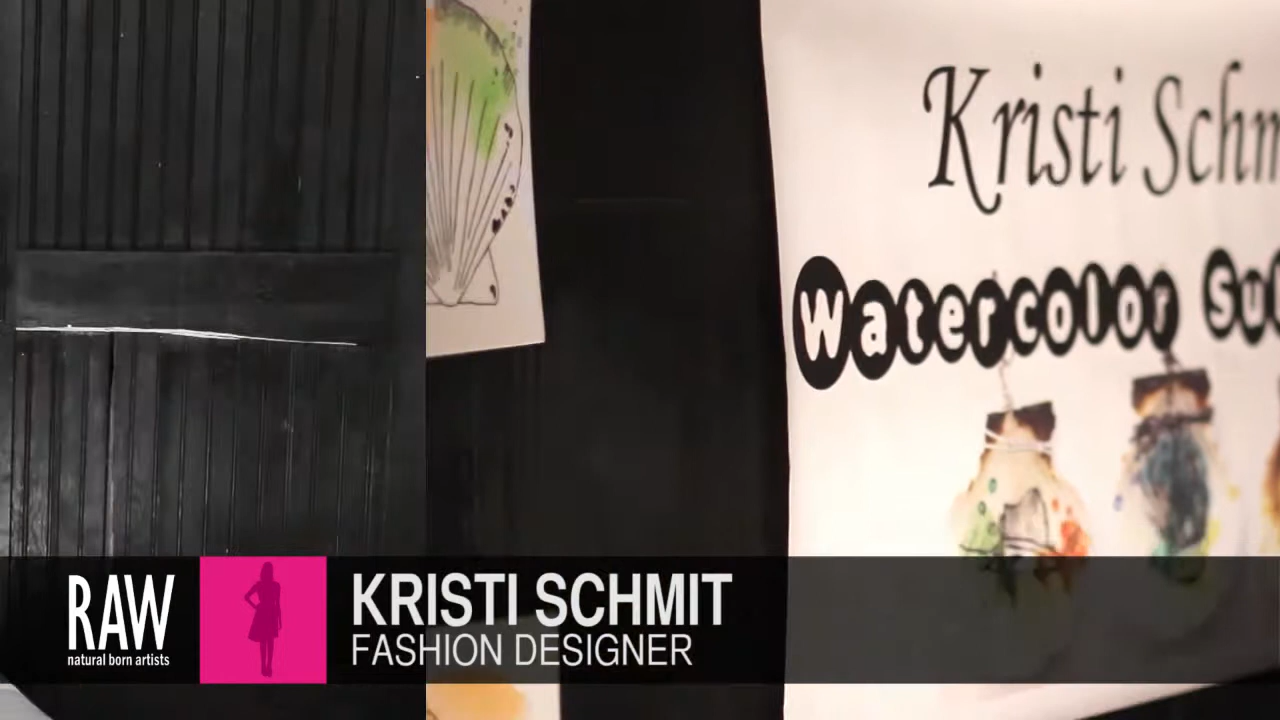 Kristi Schm
Watercolor Su
RAW
natural born artists
KRISTI SCHMIT
FASHION DESIGNER